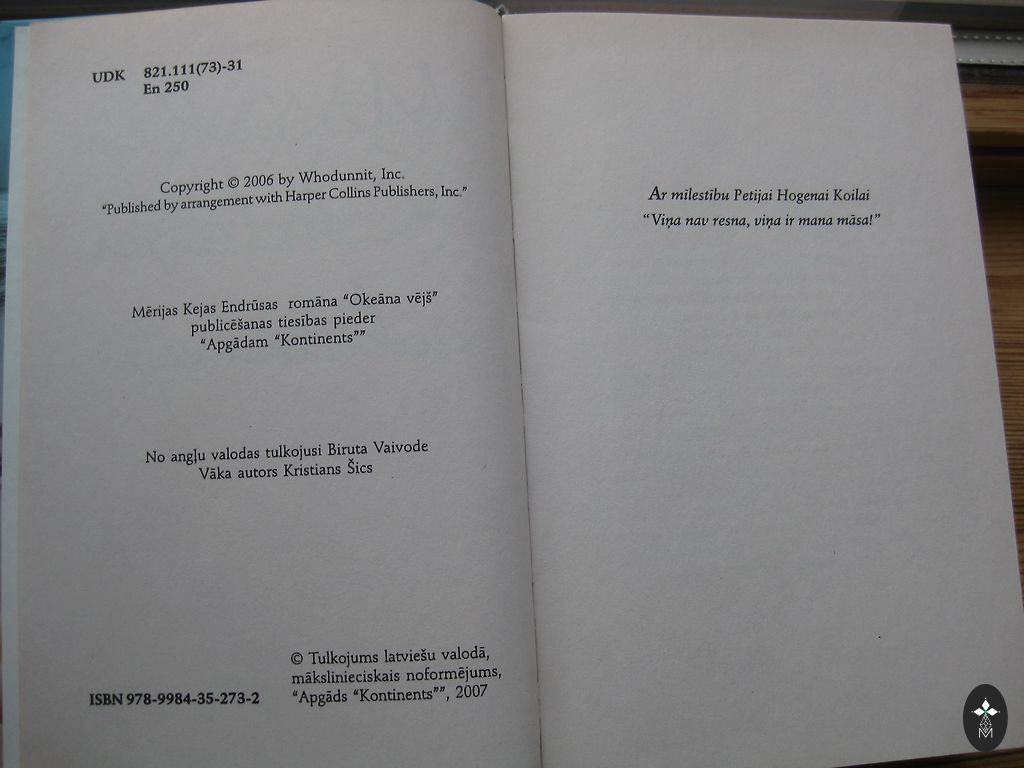 UDK 821.111(73)-31
En 250
Copyright © 2006 by Whodunnit, Inc.
"Published by arrangement with Harper Collins Publishers, Inc."
Mērijas Kejas Endrūsas romāna "Okeāna vējš"
publicēšanas tiesības pieder
"Apgādam "Kontinents""
No angļu valodas tulkojusi Biruta Vaivode
Vāka autors Kristians Šics
© Tulkojums latviešu valodā,
mākslinieciskais noformējums,
"Apgāds "Kontinents"", 2007
ISBN 978-9984-35-273-2
Ar mīlestību Petijai Hogenai Koilai
"Viņa nav resna, viņa ir mana māsa!"
M